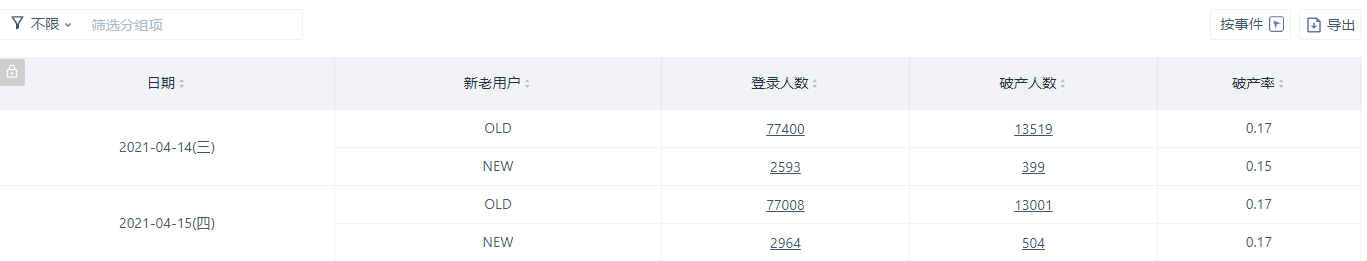 不限 筛选分组项 按事件 导出
日期 新老用户 登录人数 破产人数 破产率
2021-04-14(三) OLD 77400 13519 0.17
NEW 2593 399 0.15
2021-04-15(四) OLD 77008 13001 0.17
NEW 2964 504 0.17